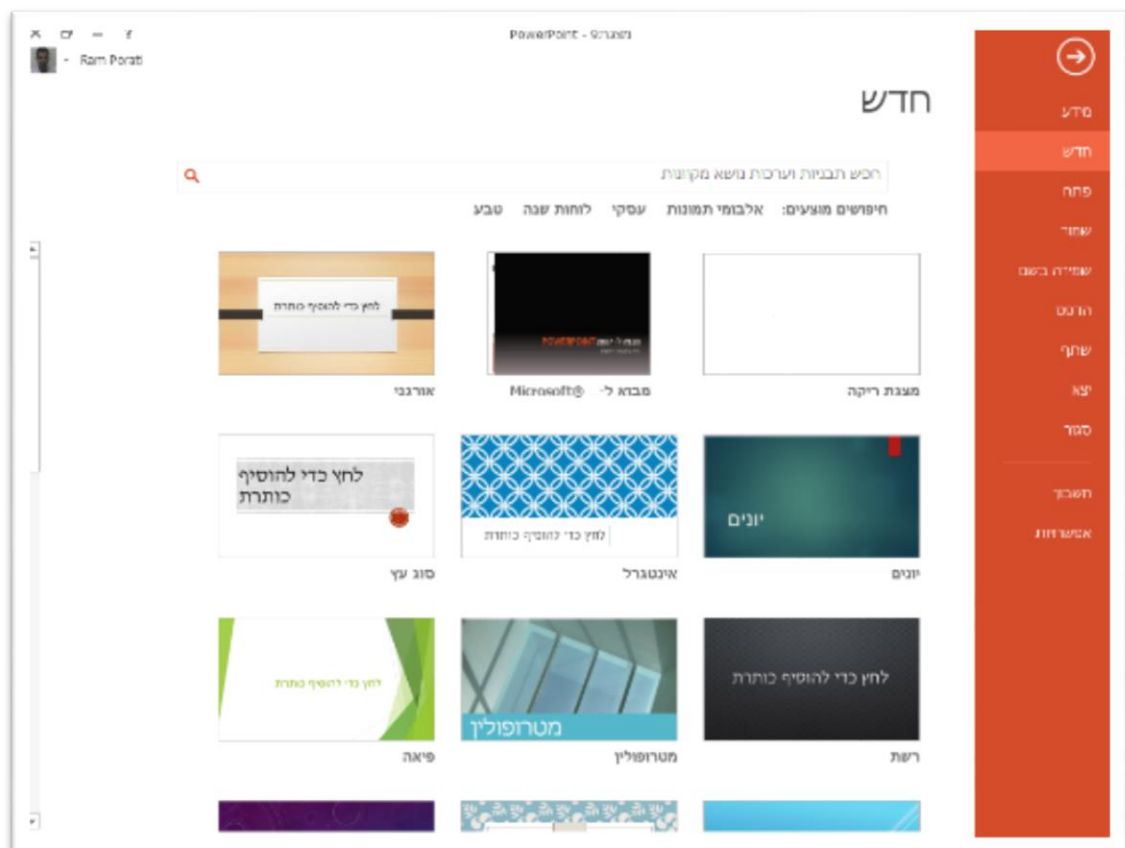 PowerPoint - מצגת9
Ram Porati
חדש
מידע
חדש
פתח
שמור
שמירה בשם
הדפס
שתף
יצא
סגור
חשבון
אפשרויות
חפש תבניות וערכות נושא מקוונות
חיפושים מוצעים: אלבומי תמונות עסקי לוחות שנה טבע
POWERPOINT
לחץ כדי להוסיף כותרת
מצגת ריקה
מבוא ל- Microsoft®...
אורגני
יונים
לחץ כדי להוסיף כותרת
לחץ כדי להוסיף
כותרת
יונים
אינטגרל
סוג עץ
לחץ כדי להוסיף כותרת
מטרופולין
לחץ כדי להוסיף כותרת
רשת
מטרופולין
פיאה